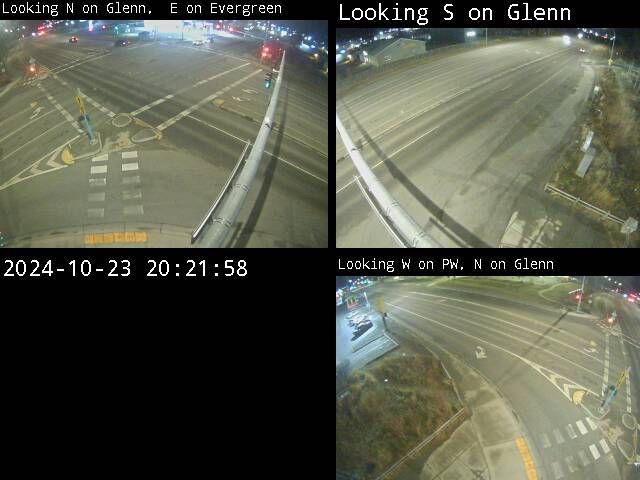 Looking N on Glenn,  E on Evergreen
Looking S on Glenn
2024-10-23 20:21:58
Looking W on PW, N on Glenn